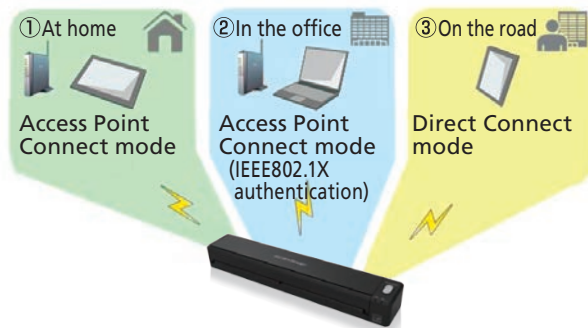 ①At home
Access Point
Connect mode
②In the office
Access Point
Connect mode
(IEEE802.1X
authentication)
③On the road
Direct Connect
mode